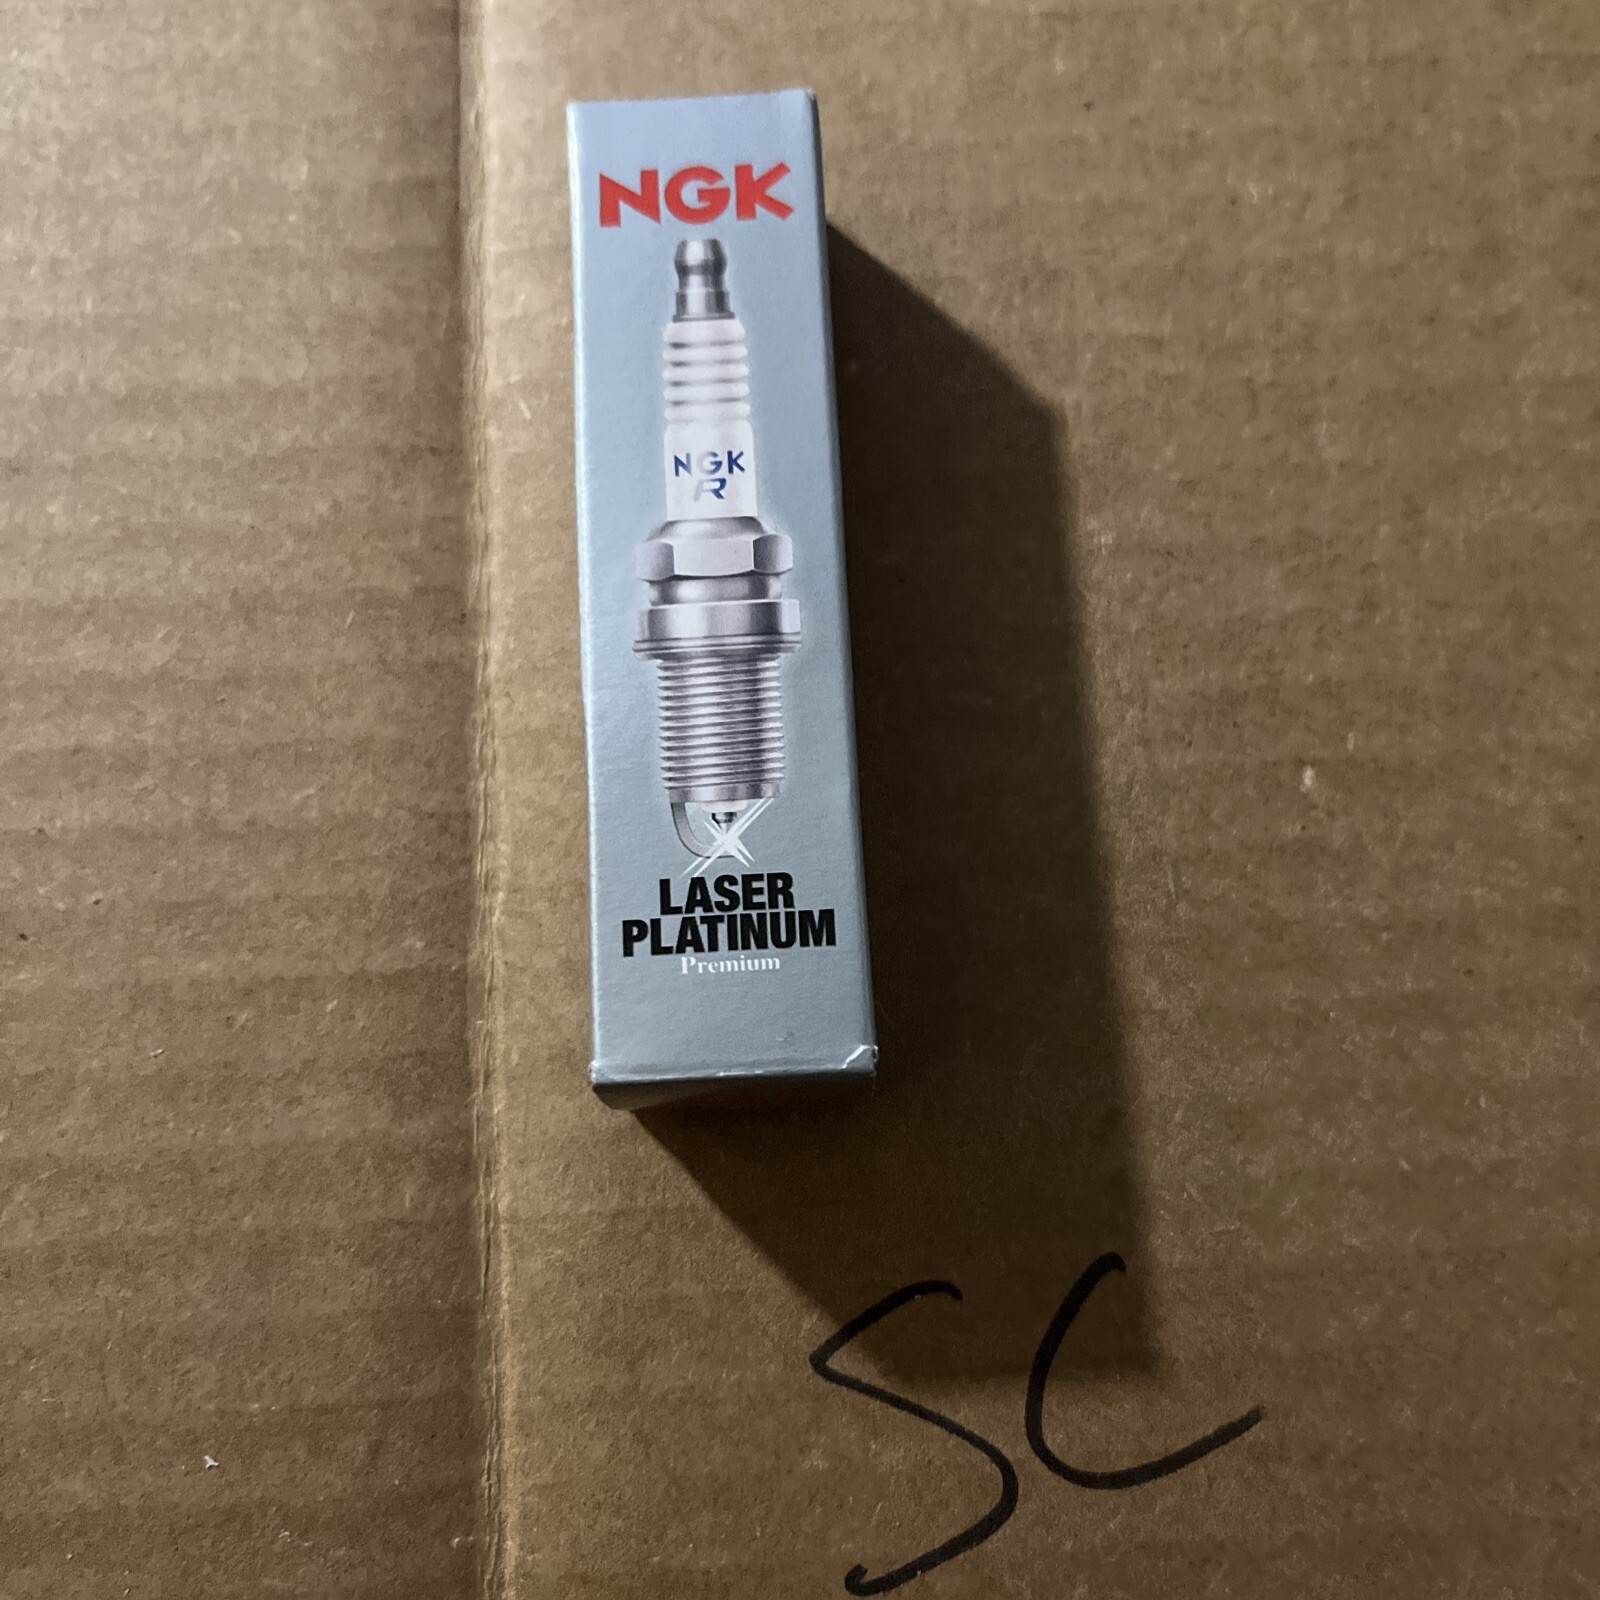 NGK
NGK
R
LASER
PLATINUM
Premium
SC